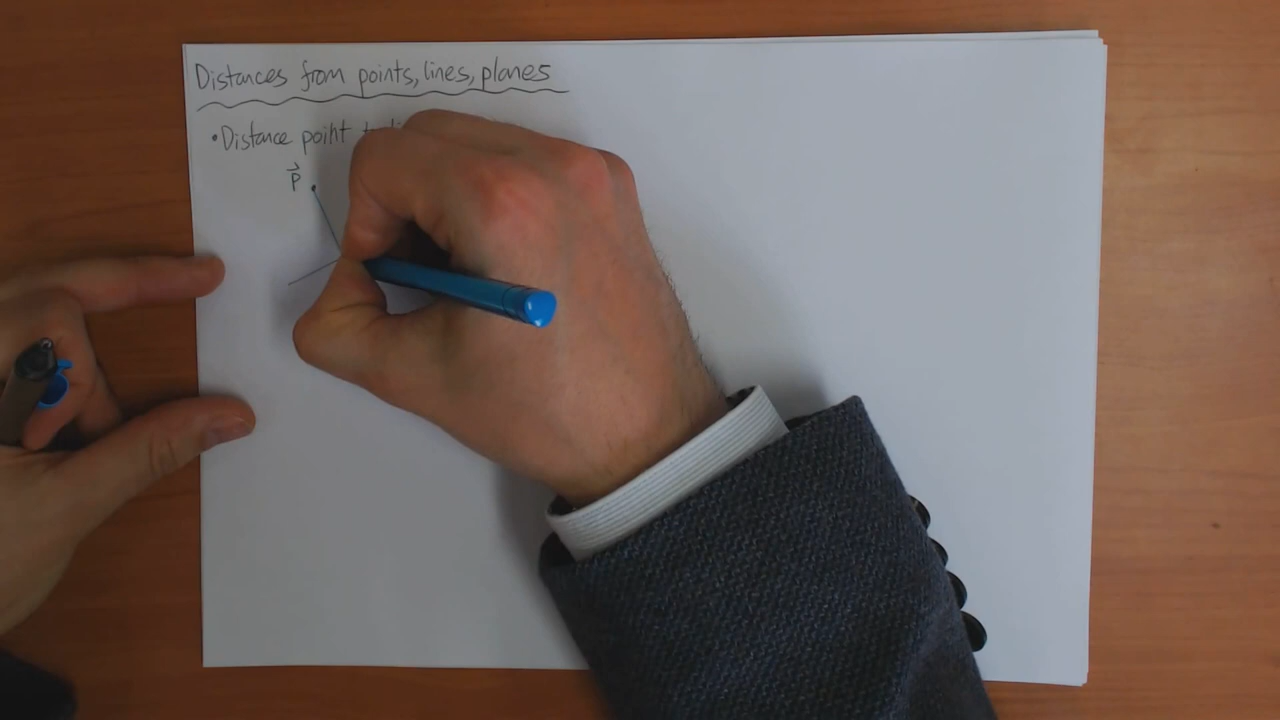 Distances from points, lines, planes
•Distance point
P⃗